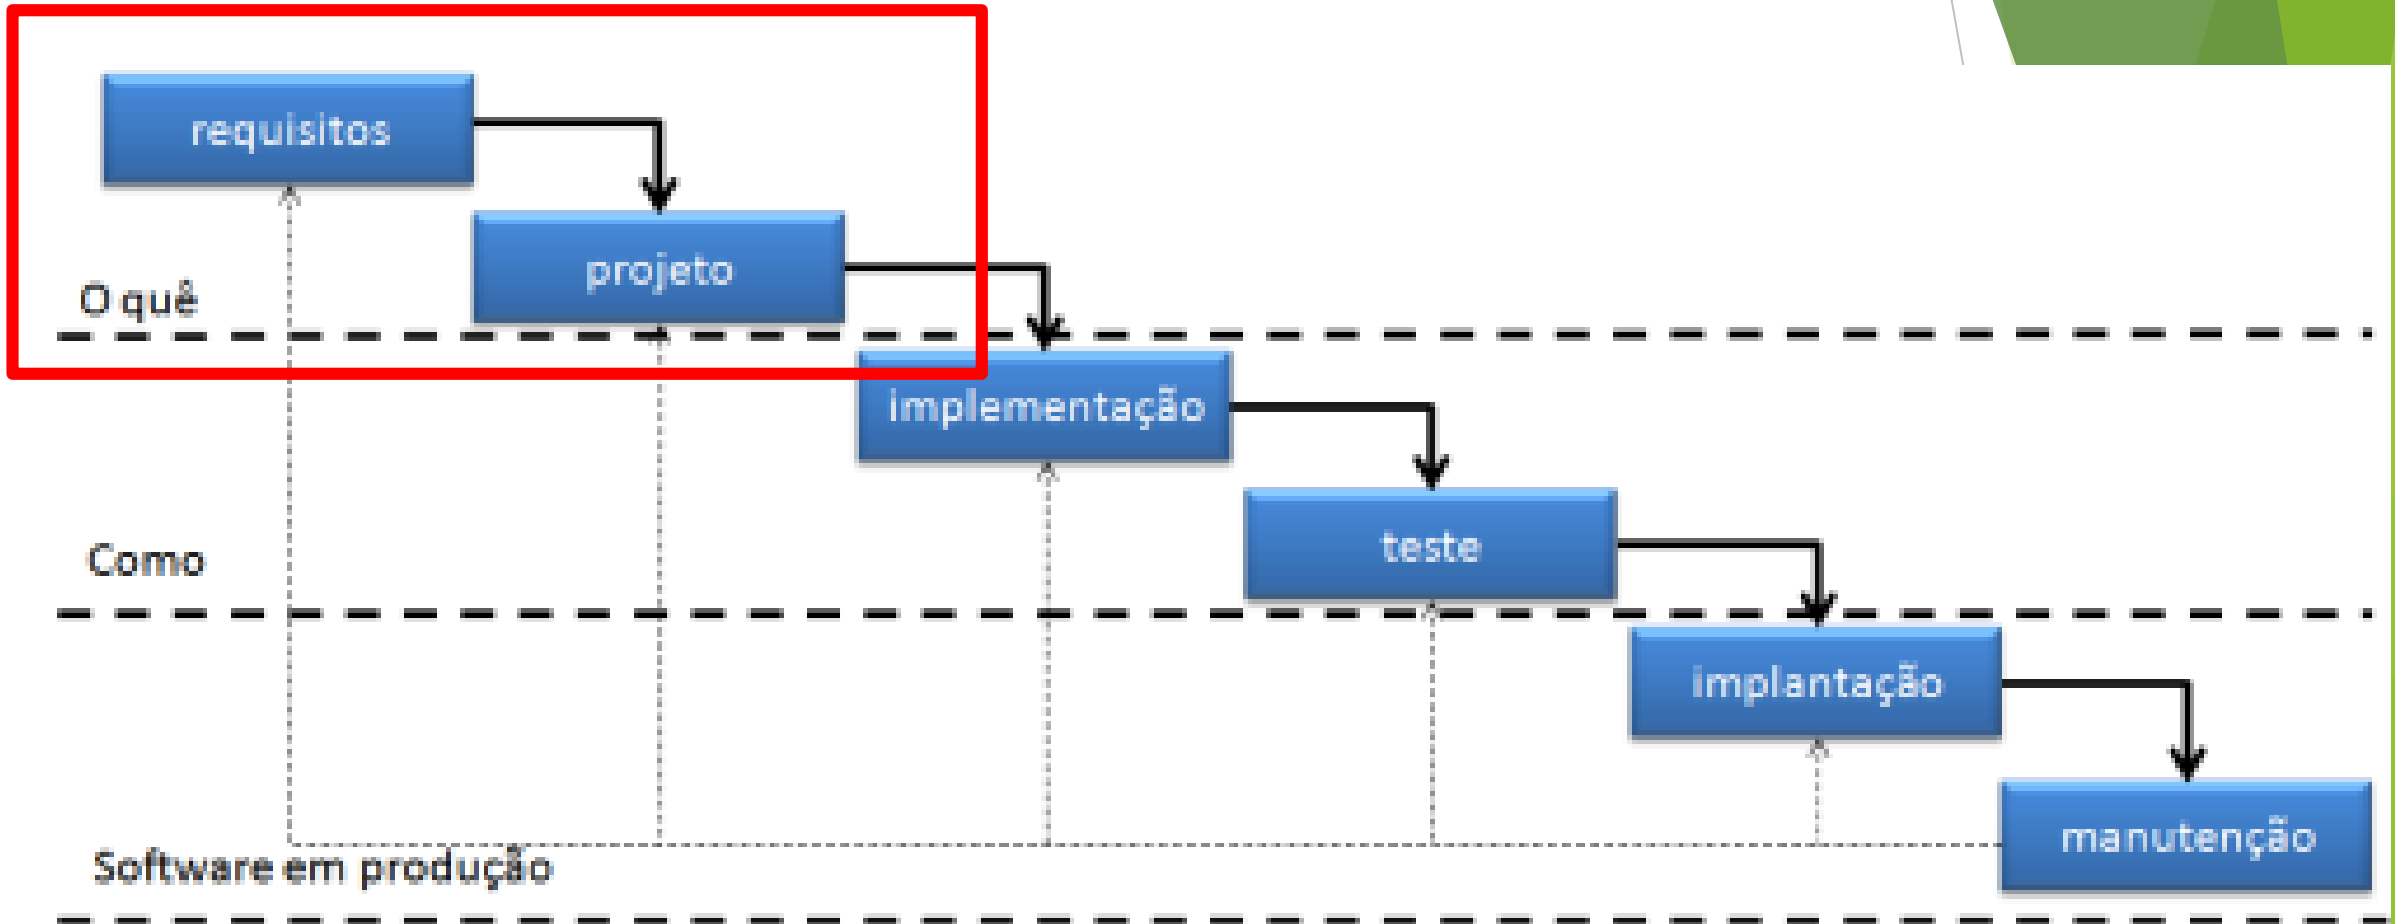 requisitos
projeto
O quê
implementação
teste
Como
implantação
manutenção
Software em produção